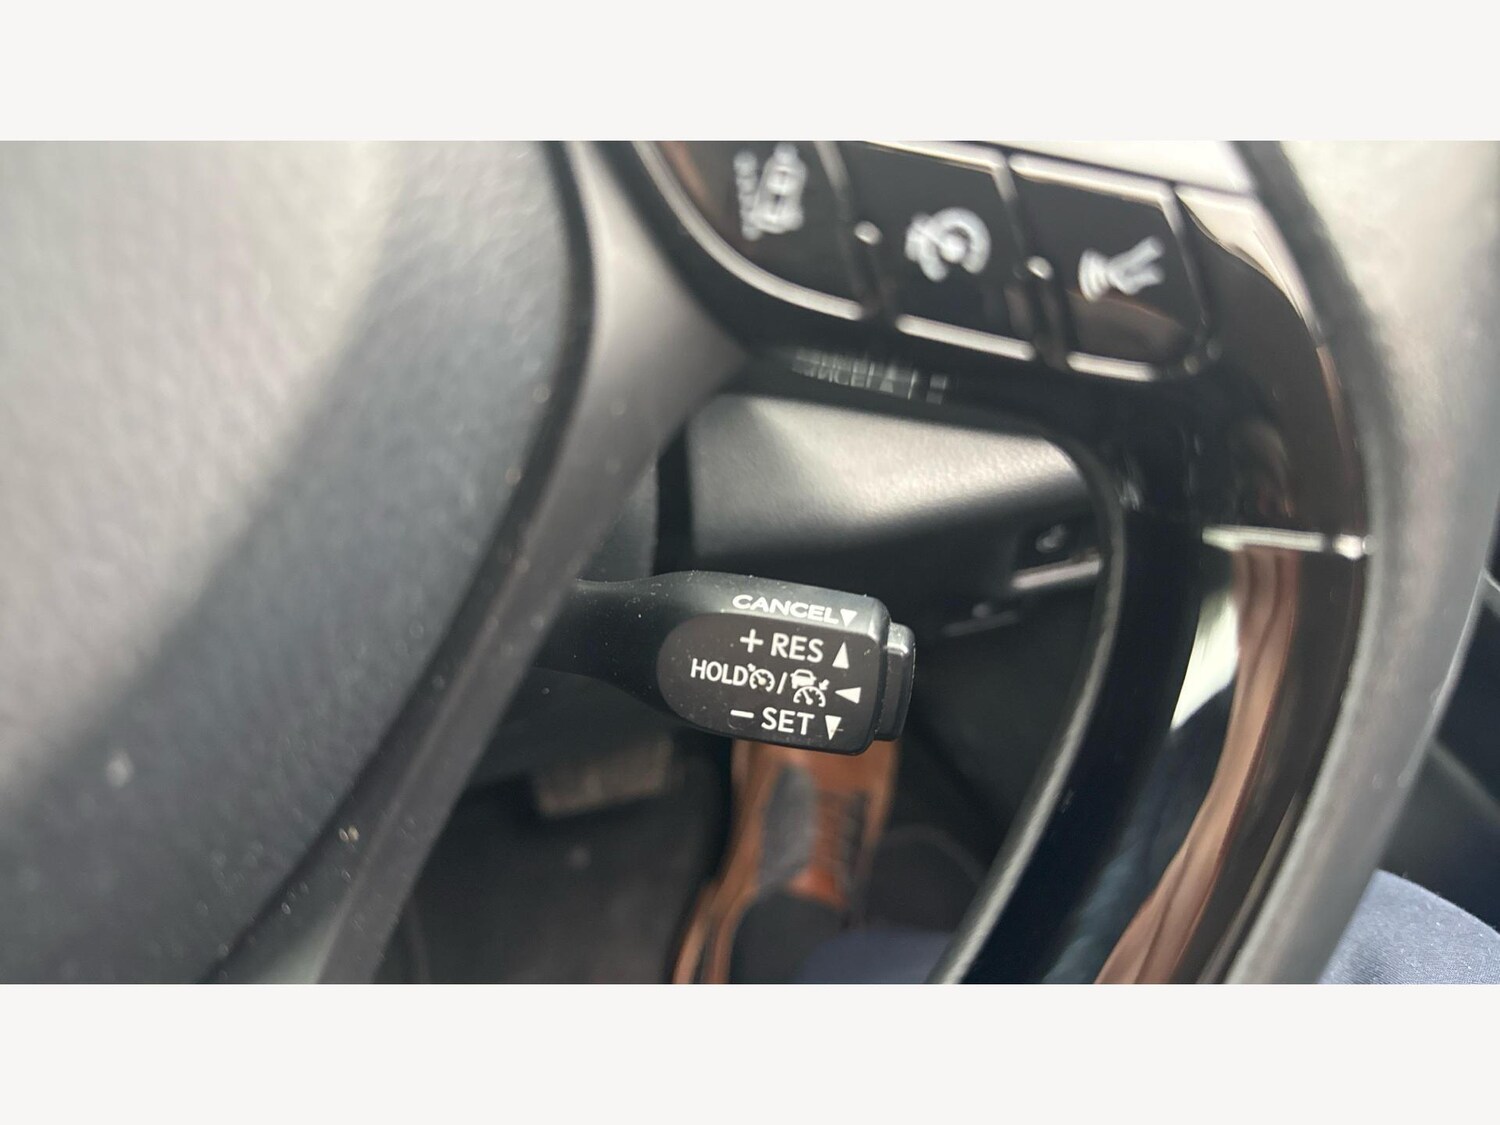 CANCEL▼
+ RES ▲
HOLD / ◀
− SET ▼